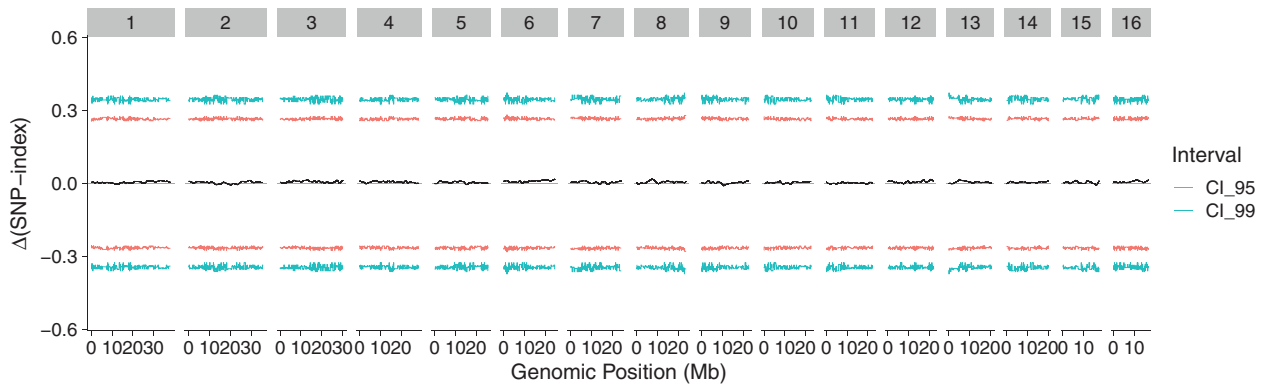 1 2 3 4 5 6 7 8 9 10 11 12 13 14 15 16
0.6
0.3
0.0
−0.3
−0.6
Δ(SNP−index)
0 102030 0 102030 0 102030 0 1020 0 1020 0 1020 0 1020 0 1020 0 1020 0 1020 0 1020 0 1020 0 1020 0 1020 0 10 0 10
Genomic Position (Mb)
Interval
CI_95
CI_99